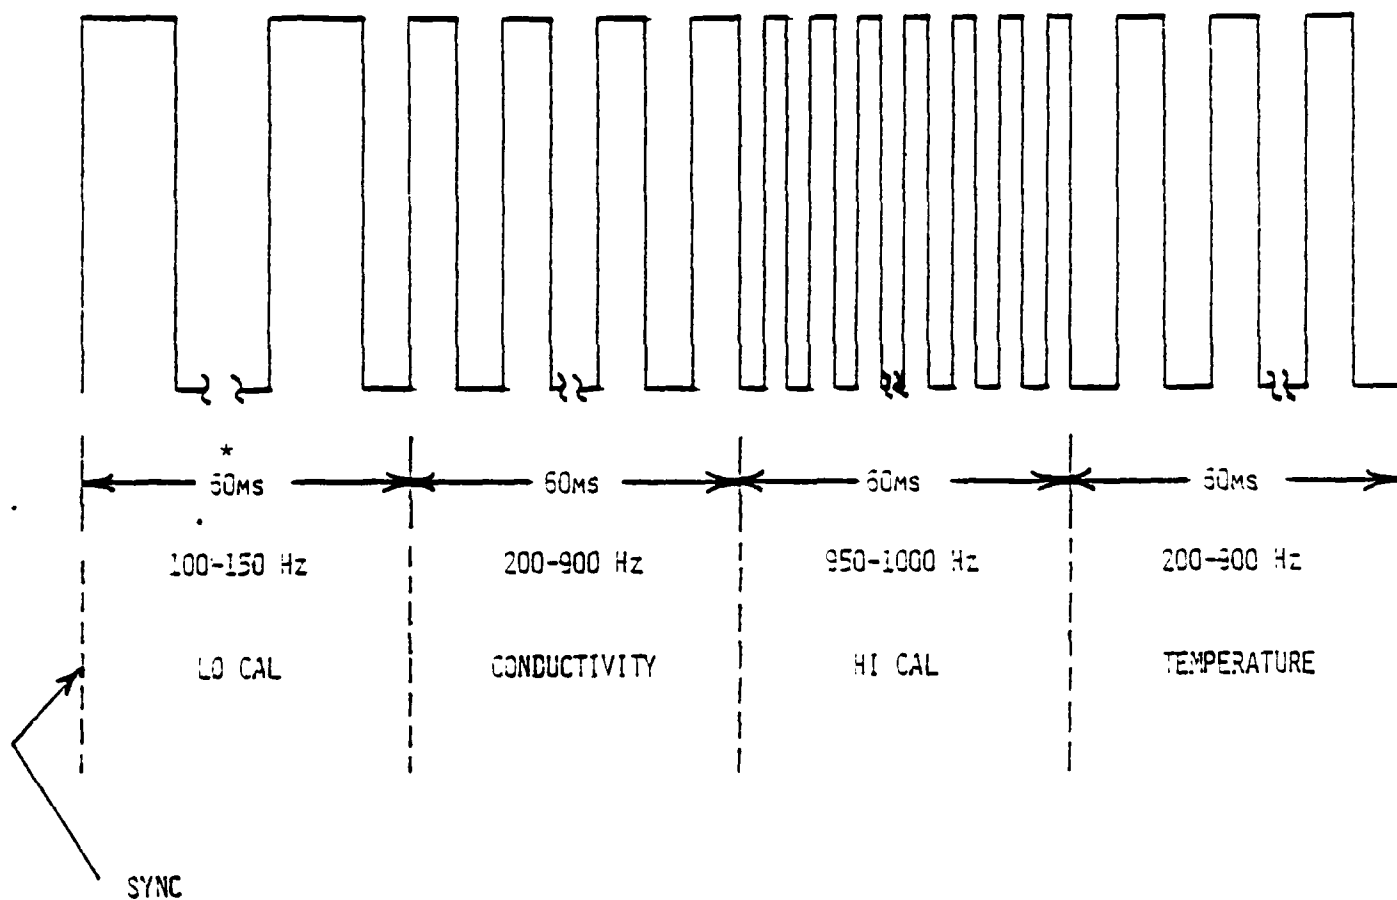 *
60MS 60MS 60MS 60MS
100-150 Hz 200-900 Hz 950-1000 Hz 200-900 Hz
LO CAL CONDUCTIVITY HI CAL TEMPERATURE
SYNC